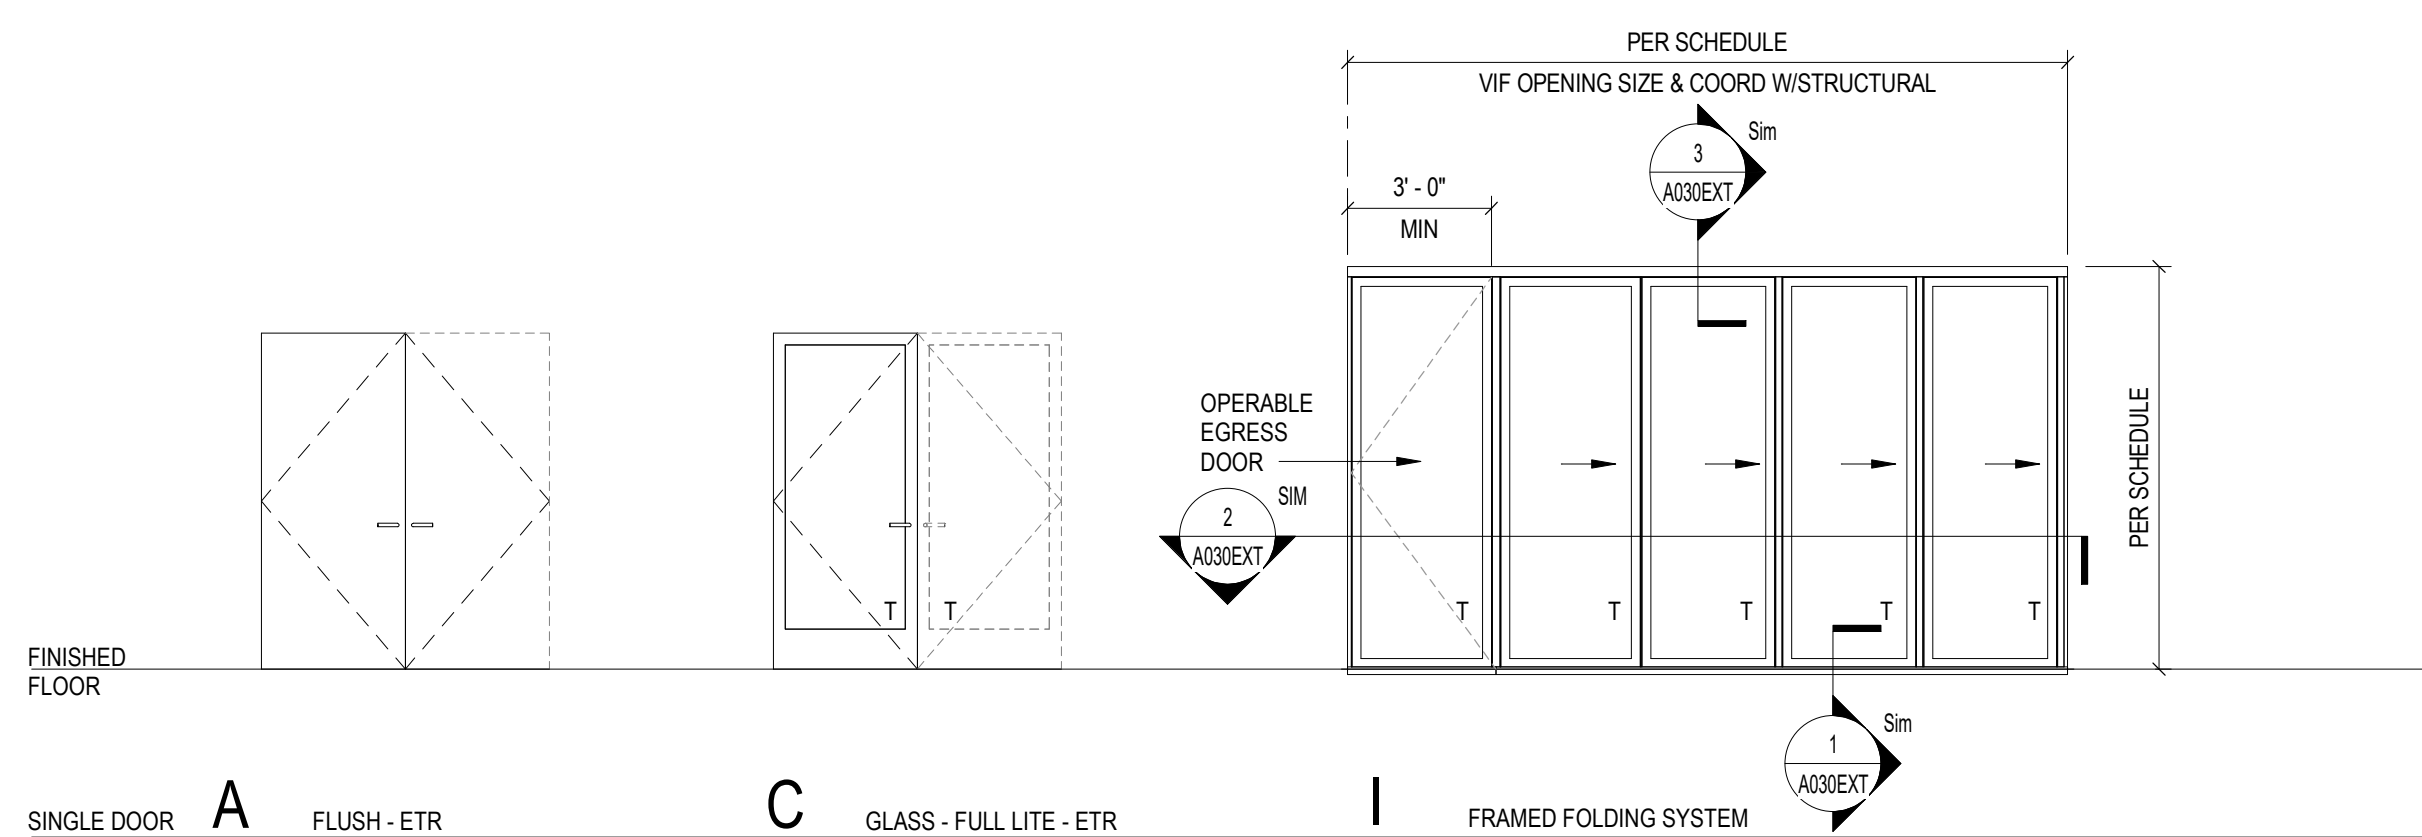 PER SCHEDULE
VIF OPENING SIZE & COORD W/STRUCTURAL
3
Sim
A030EXT
3' - 0"
MIN
OPERABLE
EGRESS
DOOR
SIM
2
A030EXT
PER SCHEDULE
T T
T T T T T
FINISHED
FLOOR
1
Sim
A030EXT
SINGLE DOOR A FLUSH - ETR
C GLASS - FULL LITE - ETR
I FRAMED FOLDING SYSTEM